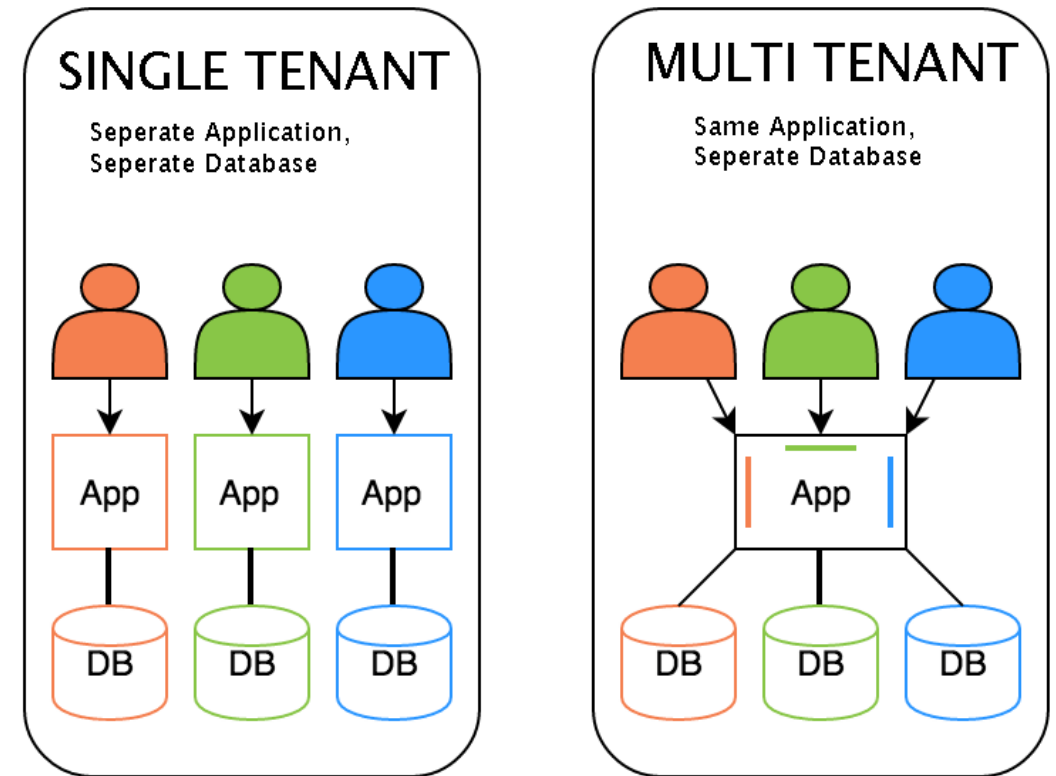 SINGLE TENANT
Seperate Application,
Seperate Database
App
App
App
DB
DB
DB
MULTI TENANT
Same Application,
Seperate Database
App
DB
DB
DB